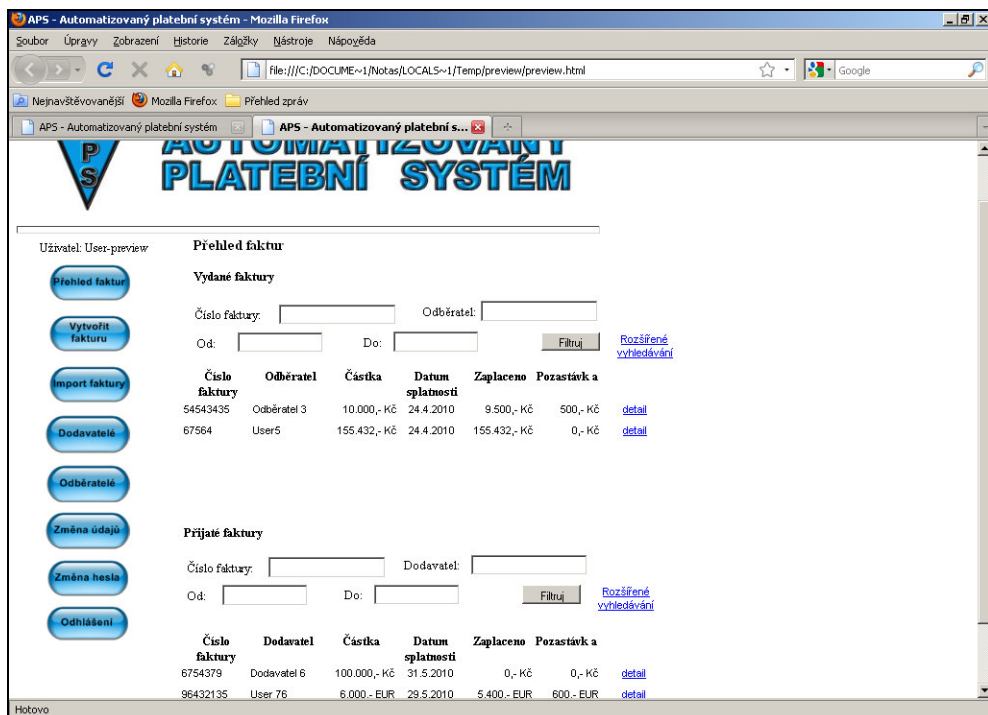 APS - Automatizovaný platební systém - Mozilla Firefox
Soubor Úpravy Zobrazení Historie Záložky Nástroje Nápověda
file:///C:/DOCUME~1/Notas/LOCALS~1/Temp/preview/preview.html Google
Nejnavštěvovanější Mozilla Firefox Přehled zpráv
APS - Automatizovaný platební systém APS - Automatizovaný platební s...
PS AUTOMATIZOVANÝ
PLATEBNÍ SYSTÉM
Uživatel: User-preview
Přehled faktur
Vytvořit
fakturu
Import faktury
Dodavatelé
Odběratelé
Změna údajů
Změna hesla
Odhlášení
Přehled faktur
Vydané faktury
Číslo faktury: Odběratel:
Od: Do: Filtruj Rozšířené
vyhledávání
Číslo Odběratel Částka Datum Zaplaceno Pozastávk a
faktury splatnosti
54543435 Odběratel 3 10.000,- Kč 24.4.2010 9.500,- Kč 500,- Kč detail
67564 User5 155.432,- Kč 24.4.2010 155.432,- Kč 0,- Kč detail
Přijaté faktury
Číslo faktury: Dodavatel:
Od: Do: Filtruj Rozšířené
vyhledávání
Číslo Dodavatel Částka Datum Zaplaceno Pozastávk a
faktury splatnosti
6754379 Dodavatel 6 100.000,- Kč 31.5.2010 0,- Kč 0,- Kč detail
96432135 User 76 6.000.- EUR 29.5.2010 5.400.- EUR 600.- EUR detail
Hotovo